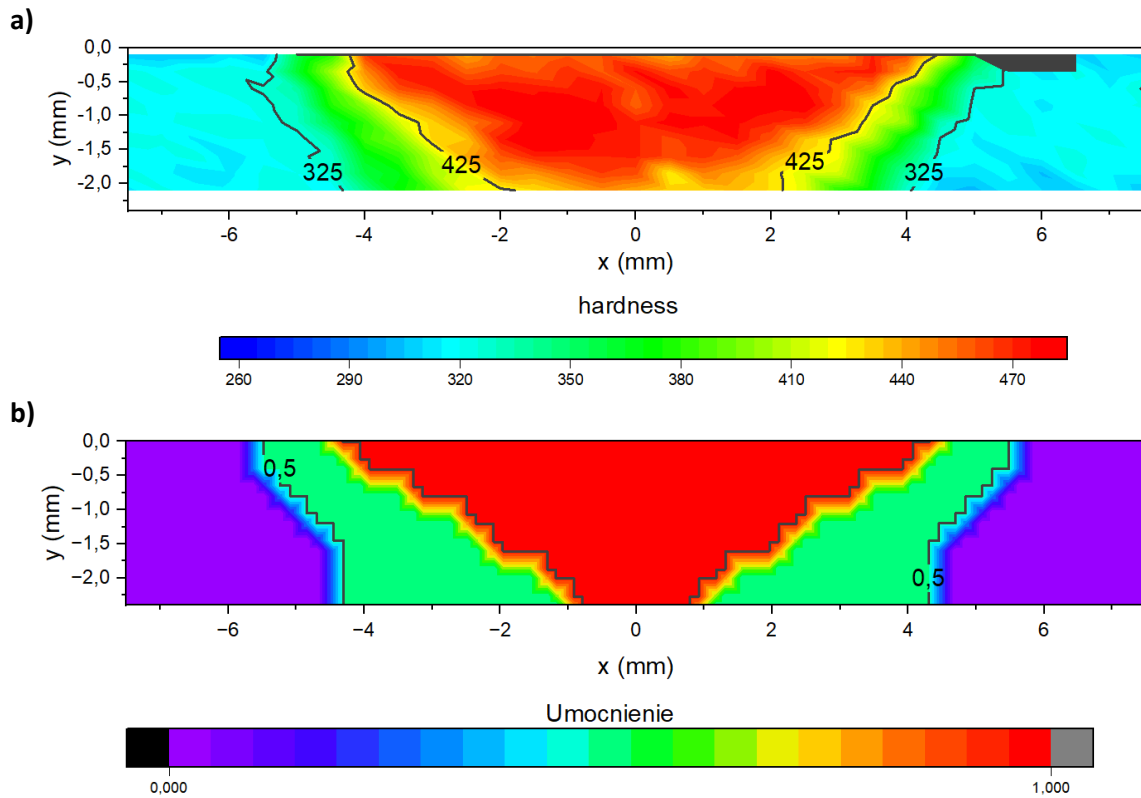 a)
0,0
-0,5
-1,0
-1,5
-2,0
y (mm)
325
425
425
325
-6 -4 -2 0 2 4 6
x (mm)
hardness
260 290 320 350 380 410 440 470
b)
0,0
−0,5
−1,0
−1,5
−2,0
y (mm)
0,5
0,5
−6 −4 −2 0 2 4 6
x (mm)
Umocnienie
0,000 1,000